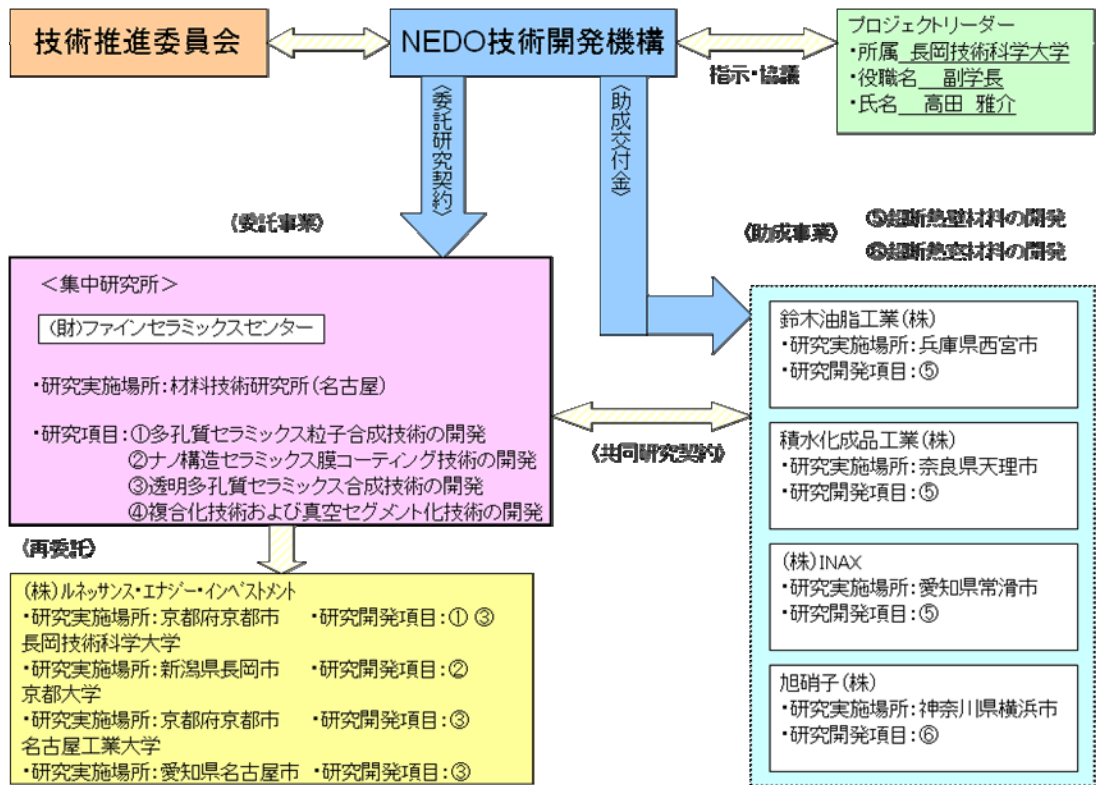 技術推進委員会
NEDO技術開発機構
プロジェクトリーダー
・所属 長岡技術科学大学
・役職名 副学長
・氏名 高田 雅介
指示・協議
〈委託研究契約〉
〈助成交付金〉
〈委託事業〉
〈助成事業〉
⑤超断熱壁材料の開発
⑥超断熱窓材料の開発
＜集中研究所＞
(財)ファインセラミックスセンター
・研究実施場所:材料技術研究所(名古屋)
・研究項目:①多孔質セラミックス粒子合成技術の開発
②ナノ構造セラミックス膜コーティング技術の開発
③透明多孔質セラミックス合成技術の開発
④複合化技術および真空セグメント化技術の開発
〈共同研究契約〉
鈴木油脂工業(株)
・研究実施場所:兵庫県西宮市
・研究開発項目:⑤
積水化成品工業(株)
・研究実施場所:奈良県天理市
・研究開発項目:⑤
(株)INAX
・研究実施場所:愛知県常滑市
・研究開発項目:⑤
旭硝子(株)
・研究実施場所:神奈川県横浜市
・研究開発項目:⑥
〈再委託〉
(株)ルネッサンス・エナジー・インベストメント
・研究実施場所:京都府京都市 ・研究開発項目:① ③
長岡技術科学大学
・研究実施場所:新潟県長岡市 ・研究開発項目:②
京都大学
・研究実施場所:京都府京都市 ・研究開発項目:③
名古屋工業大学
・研究実施場所:愛知県名古屋市 ・研究開発項目:③